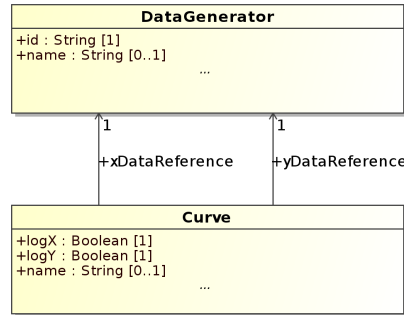 DataGenerator
+id : String [1]
+name : String [0..1]
...
1 1
+xDataReference +yDataReference
Curve
+logX : Boolean [1]
+logY : Boolean [1]
+name : String [0..1]
...